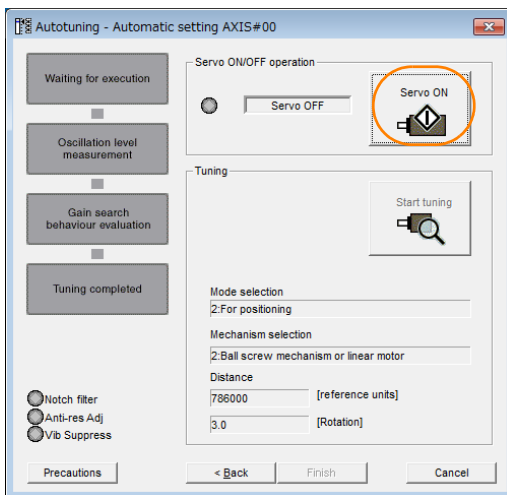 Autotuning - Automatic setting AXIS#00
Waiting for execution
Oscillation level
measurement
Gain search
behaviour evaluation
Tuning completed
Notch filter
Anti-res Adj
Vib Suppress
Servo ON/OFF operation
Servo OFF
Servo ON
Tuning
Start tuning
Mode selection
2:For positioning
Mechanism selection
2:Ball screw mechanism or linear motor
Distance
786000 [reference units]
3.0 [Rotation]
Precautions
< Back
Finish
Cancel